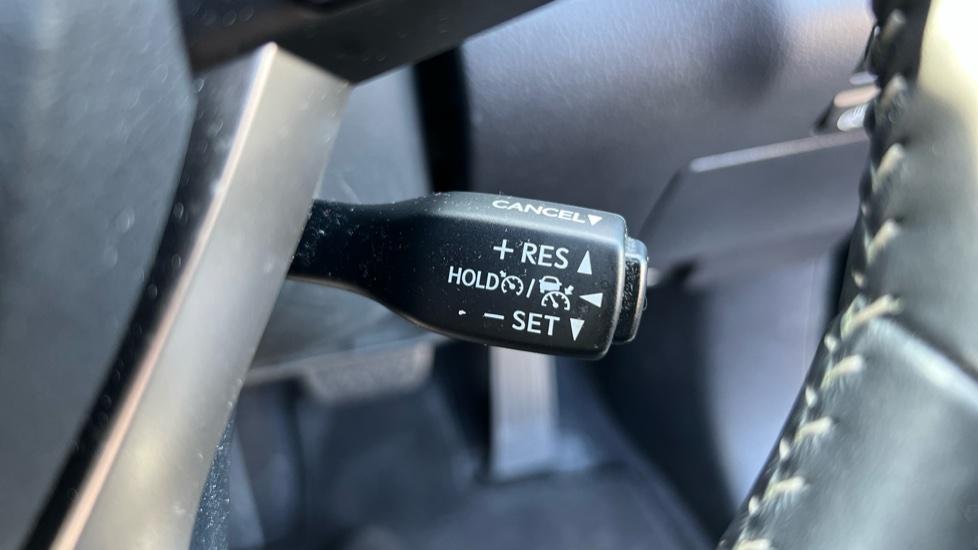 CANCEL▼
+ RES ▲
HOLD / ◀
− SET ▼